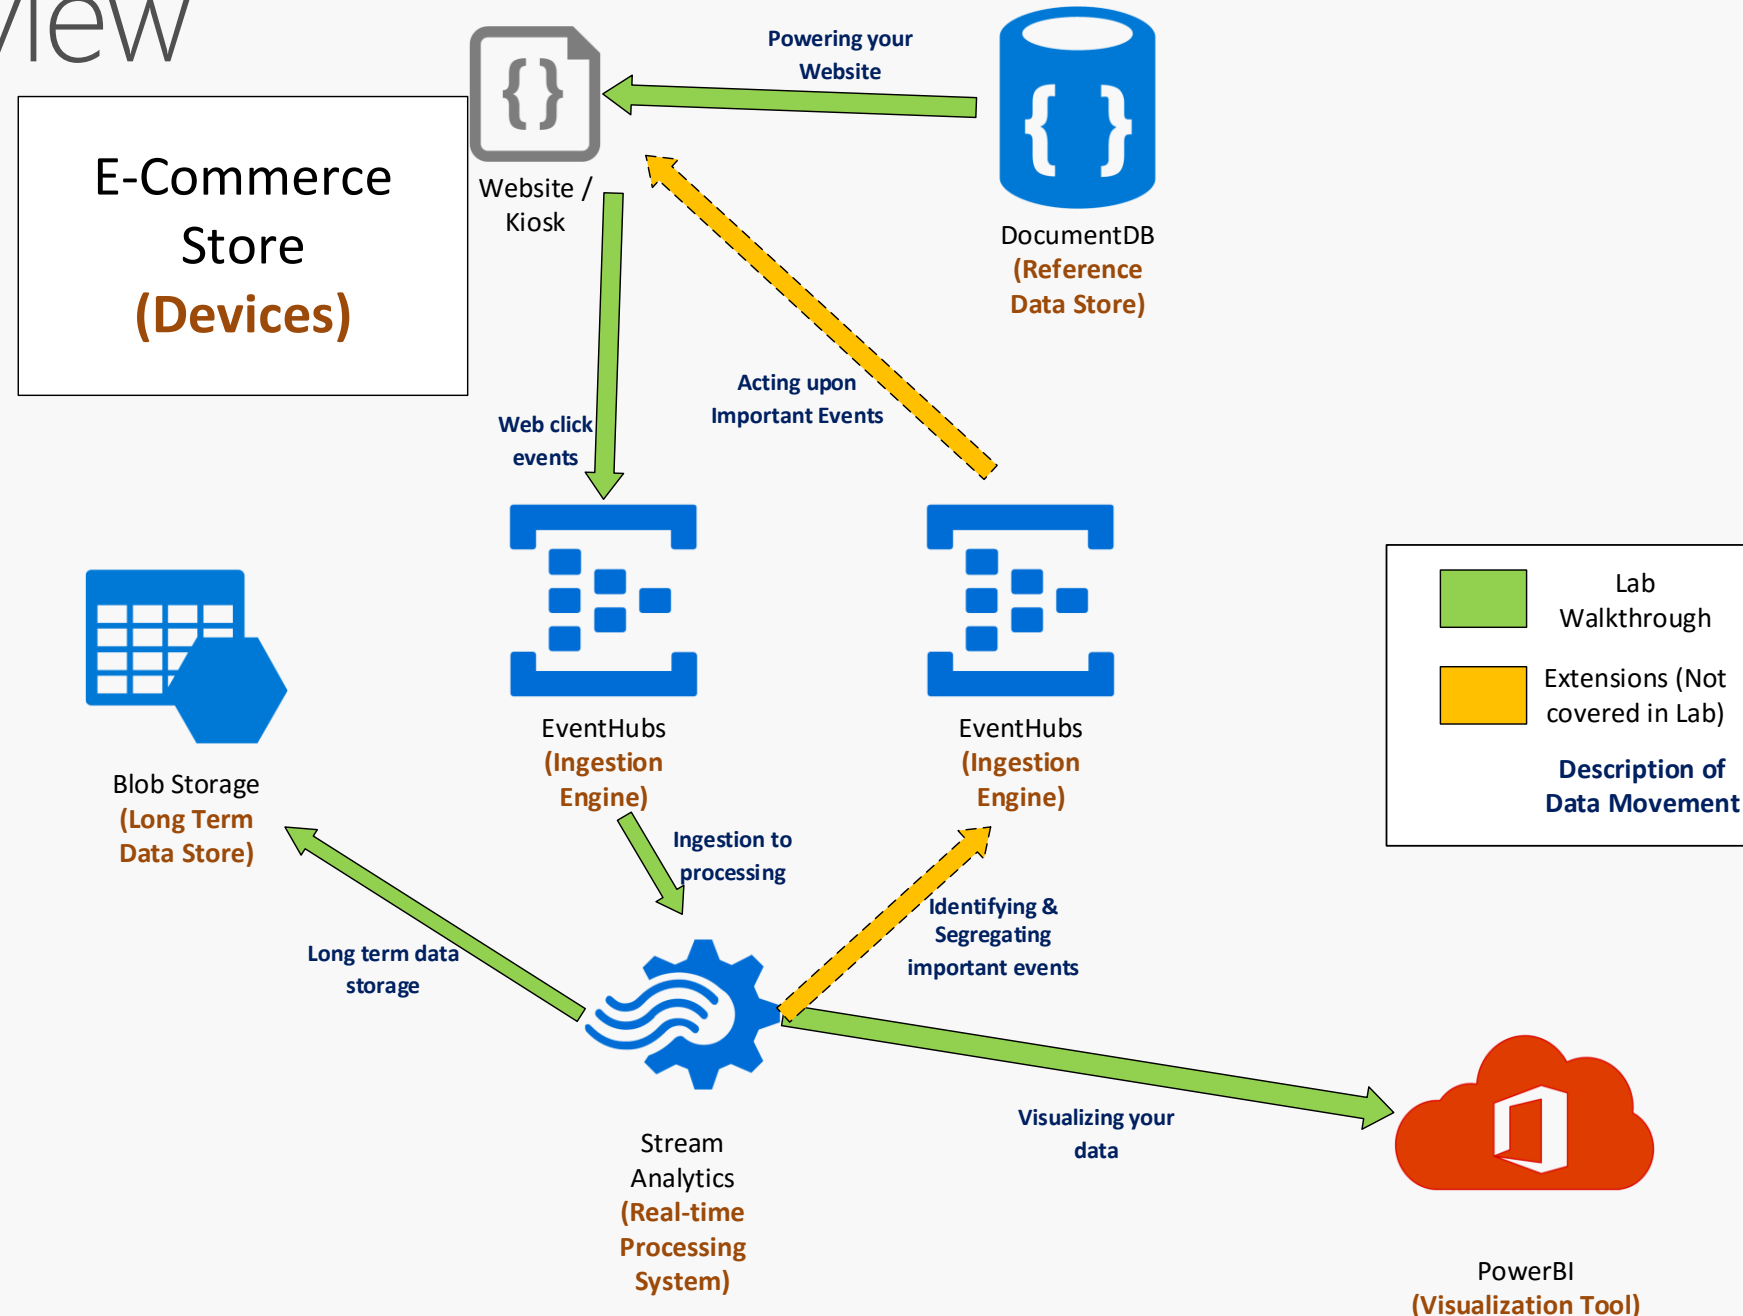 view
E-Commerce
Store
(Devices)
Website /
Kiosk
Powering your
Website
DocumentDB
(Reference
Data Store)
Acting upon
Important Events
Web click
events
Lab
Walkthrough
Extensions (Not
covered in Lab)
Description of
Data Movement
EventHubs
(Ingestion
Engine)
EventHubs
(Ingestion
Engine)
Blob Storage
(Long Term
Data Store)
Ingestion to
processing
Identifying &
Segregating
important events
Long term data
storage
Visualizing your
data
Stream
Analytics
(Real-time
Processing
System)
PowerBI
(Visualization Tool)